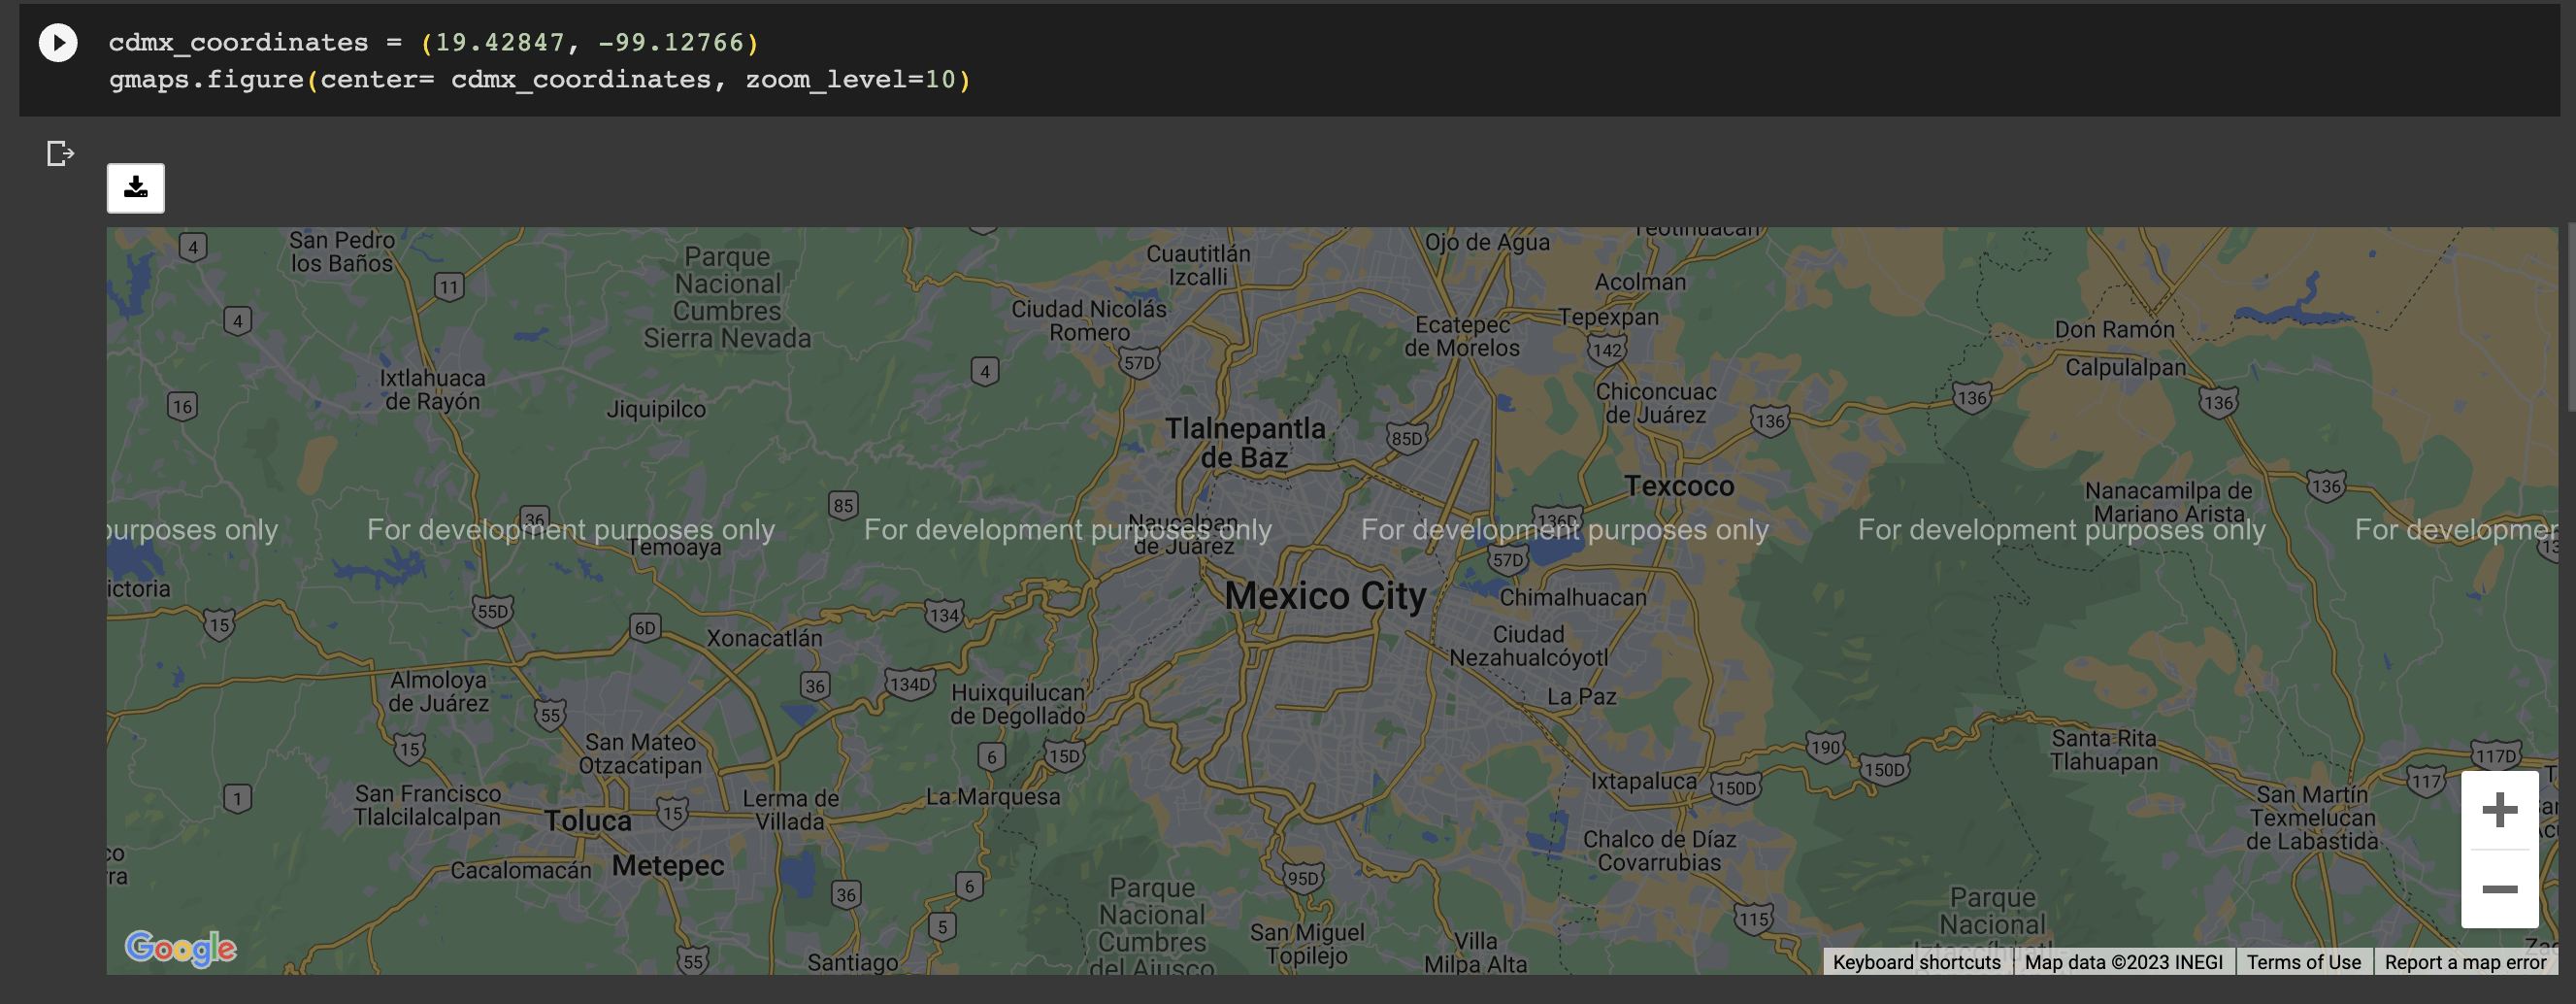 cdmx_coordinates = (19.42847, -99.12766)
gmaps.figure(center= cdmx_coordinates, zoom_level=10)
4
San Pedro
los Baños
11
Parque
Nacional
Cumbres
Sierra Nevada
Cuautitlán
Izcalli
Ojo de Agua
Teotihuacán
Acolman
4
Ciudad Nicolás
Romero
57D
Ecatepec
de Morelos
Tepexpan
142
Don Ramón
Calpulalpan
16
Ixtlahuaca
de Rayón
Jiquipilco
4
Chiconcuac
de Juárez
136
136
136
Tlalnepantla
de Baz
85D
Texcoco
Nanacamilpa de
Mariano Arista
136
85
36
Naucalpan
de Juárez
136D
purposes only
For development purposes only
For development purposes only
For development purposes only
For development purposes only
For developmen
Temoaya
57D
ictoria
15
55D
6D
134
Xonacatlán
Mexico City
Chimalhuacan
Ciudad
Nezahualcóyotl
Almoloya
de Juárez
36
134D
Huixquilucan
de Degollado
La Paz
55
15
San Mateo
Otzacatipan
6
15D
190
150D
Santa Rita
Tlahuapan
117D
117
1
San Francisco
Tlalcilalcalpan
Toluca
15
Lerma de
Villada
La Marquesa
Ixtapaluca
150D
San Martín
Texmelucan
de Labastida
co
ra
Cacalomacán
Metepec
36
6
95D
Chalco de Díaz
Covarrubias
115
Parque
Nacional
Cumbres
del Ajusco
5
55
Santiago
San Miguel
Topilejo
Villa
Milpa Alta
Parque
Nacional
Google
Keyboard shortcuts
Map data ©2023 INEGI
Terms of Use
Report a map error